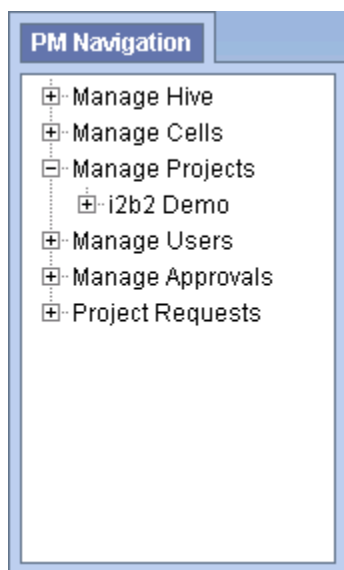 PM Navigation
Manage Hive
Manage Cells
Manage Projects
i2b2 Demo
Manage Users
Manage Approvals
Project Requests